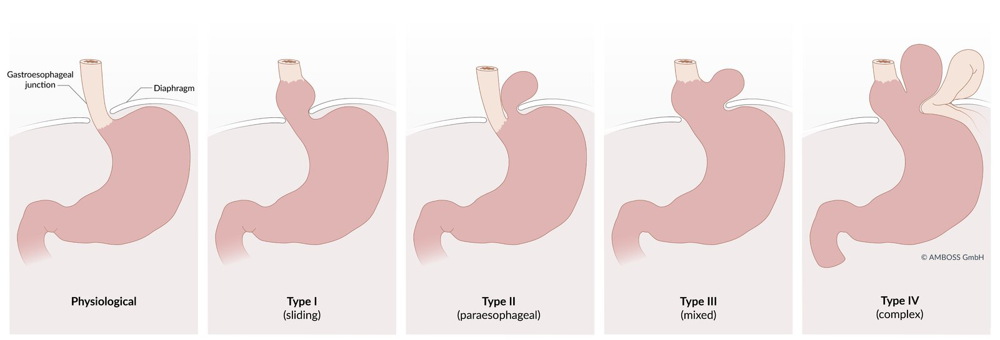 Gastroesophageal
junction
Diaphragm
Physiological
Type I
(sliding)
Type II
(paraesophageal)
Type III
(mixed)
© AMBOSS GmbH
Type IV
(complex)